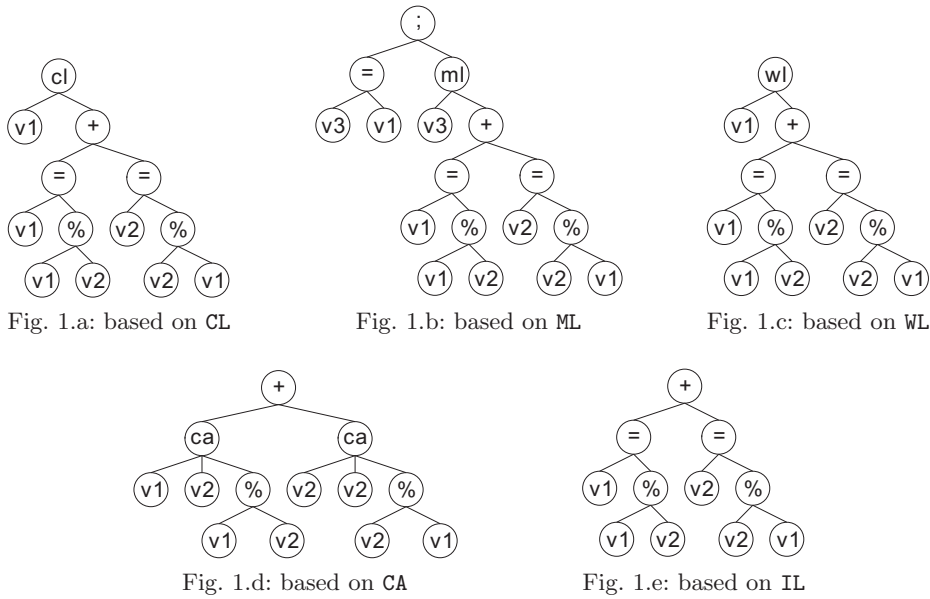 ;
cl = ml wl
v1 + v3 v1 v3 + v1 +
= = = = = =
v1 % v2 % v1 % v2 % v1 % v2 %
v1 v2 v2 v1 v1 v2 v2 v1 v1 v2 v2 v1
Fig. 1.a: based on CL
Fig. 1.b: based on ML
Fig. 1.c: based on WL
+ +
ca ca = =
v1 v2 % v2 v2 % v1 % v2 %
v1 v2 v2 v1 v1 v2 v2 v1
Fig. 1.d: based on CA
Fig. 1.e: based on IL